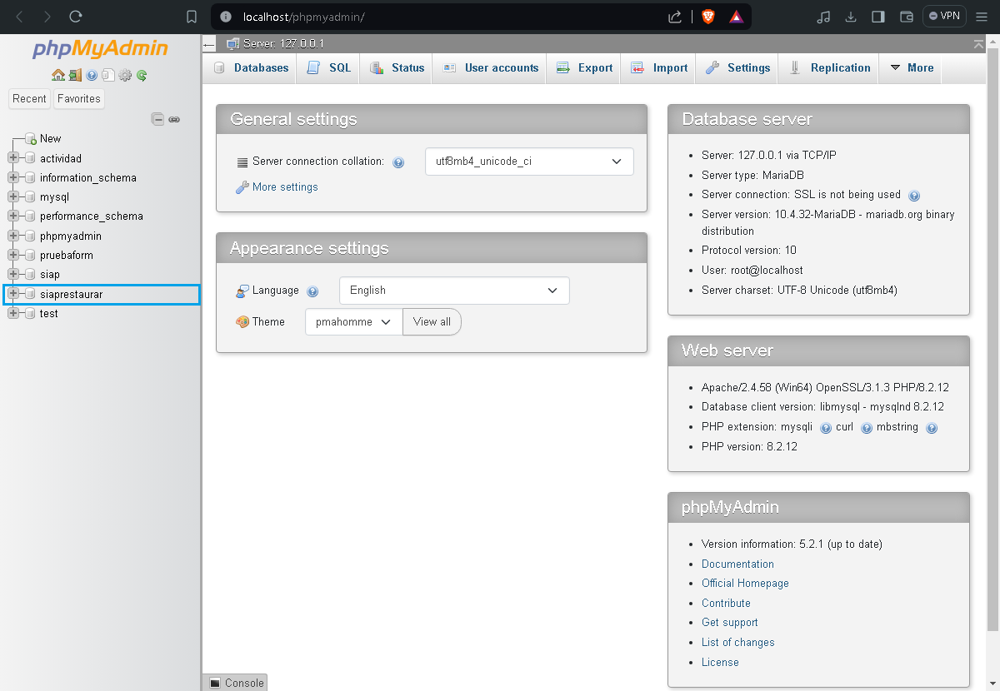 localhost/phpmyadmin/
VPN
phpMyAdmin
Recent
Favorites
New
actividad
information_schema
mysql
performance_schema
phpmyadmin
pruebaform
siap
siaprestaurar
test
Server: 127.0.0.1
Databases
SQL
Status
User accounts
Export
Import
Settings
Replication
More
General settings
Server connection collation:
utf8mb4_unicode_ci
More settings
Appearance settings
Language
English
Theme
pmahomme
View all
Database server
Server: 127.0.0.1 via TCP/IP
Server type: MariaDB
Server connection: SSL is not being used
Server version: 10.4.32-MariaDB - mariadb.org binary
distribution
Protocol version: 10
User: root@localhost
Server charset: UTF-8 Unicode (utf8mb4)
Web server
Apache/2.4.58 (Win64) OpenSSL/3.1.3 PHP/8.2.12
Database client version: libmysql - mysqlnd 8.2.12
PHP extension: mysqli curl mbstring
PHP version: 8.2.12
phpMyAdmin
Version information: 5.2.1 (up to date)
Documentation
Official Homepage
Contribute
Get support
List of changes
License
Console